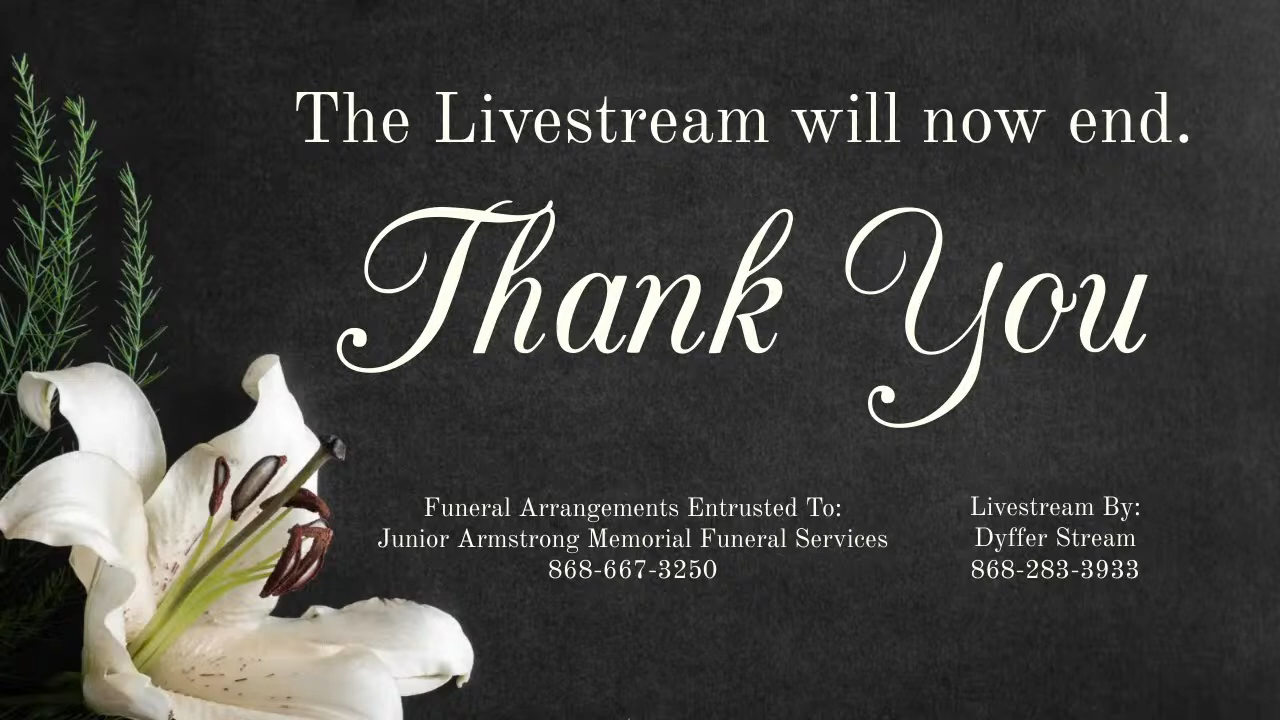 The Livestream will now end.
Thank You
Funeral Arrangements Entrusted To:
Junior Armstrong Memorial Funeral Services
868-667-3250
Livestream By:
Dyffer Stream
868-283-3933